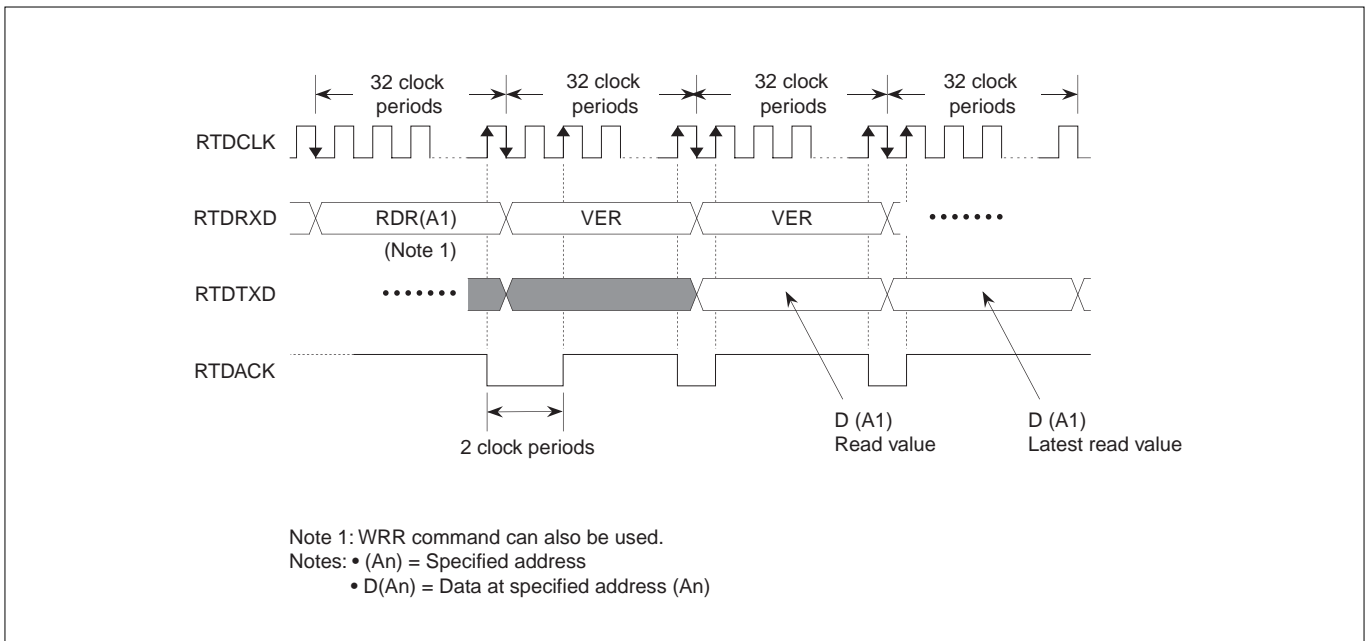 32 clock
periods
32 clock
periods
32 clock
periods
32 clock
periods
RTDCLK
RTDRXD
RDR(A1)
VER
VER
(Note 1)
RTDTXD
RTDACK
2 clock periods
D (A1)
Read value
D (A1)
Latest read value
Note 1: WRR command can also be used.
Notes: • (An) = Specified address
• D(An) = Data at specified address (An)